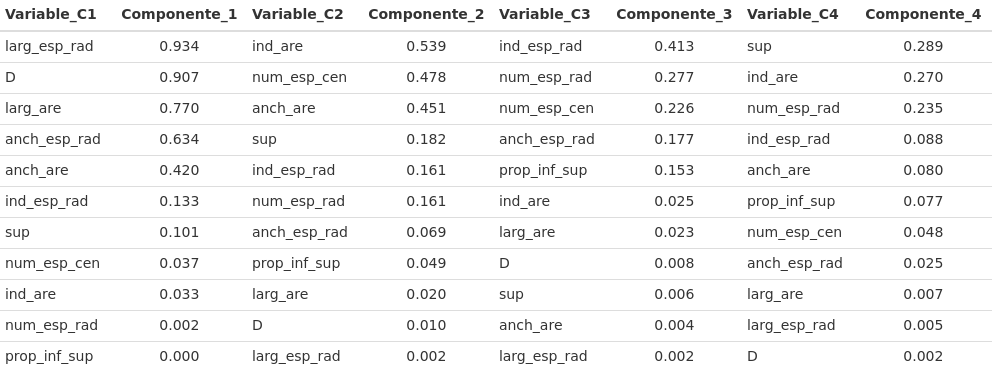 Variable_C1 Componente_1 Variable_C2 Componente_2 Variable_C3 Componente_3 Variable_C4 Componente_4
larg_esp_rad 0.934 ind_are 0.539 ind_esp_rad 0.413 sup 0.289
D 0.907 num_esp_cen 0.478 num_esp_rad 0.277 ind_are 0.270
larg_are 0.770 anch_are 0.451 num_esp_cen 0.226 num_esp_rad 0.235
anch_esp_rad 0.634 sup 0.182 anch_esp_rad 0.177 ind_esp_rad 0.088
anch_are 0.420 ind_esp_rad 0.161 prop_inf_sup 0.153 anch_are 0.080
ind_esp_rad 0.133 num_esp_rad 0.161 ind_are 0.025 prop_inf_sup 0.077
sup 0.101 anch_esp_rad 0.069 larg_are 0.023 num_esp_cen 0.048
num_esp_cen 0.037 prop_inf_sup 0.049 D 0.008 anch_esp_rad 0.025
ind_are 0.033 larg_are 0.020 sup 0.006 larg_are 0.007
num_esp_rad 0.002 D 0.010 anch_are 0.004 larg_esp_rad 0.005
prop_inf_sup 0.000 larg_esp_rad 0.002 larg_esp_rad 0.002 D 0.002